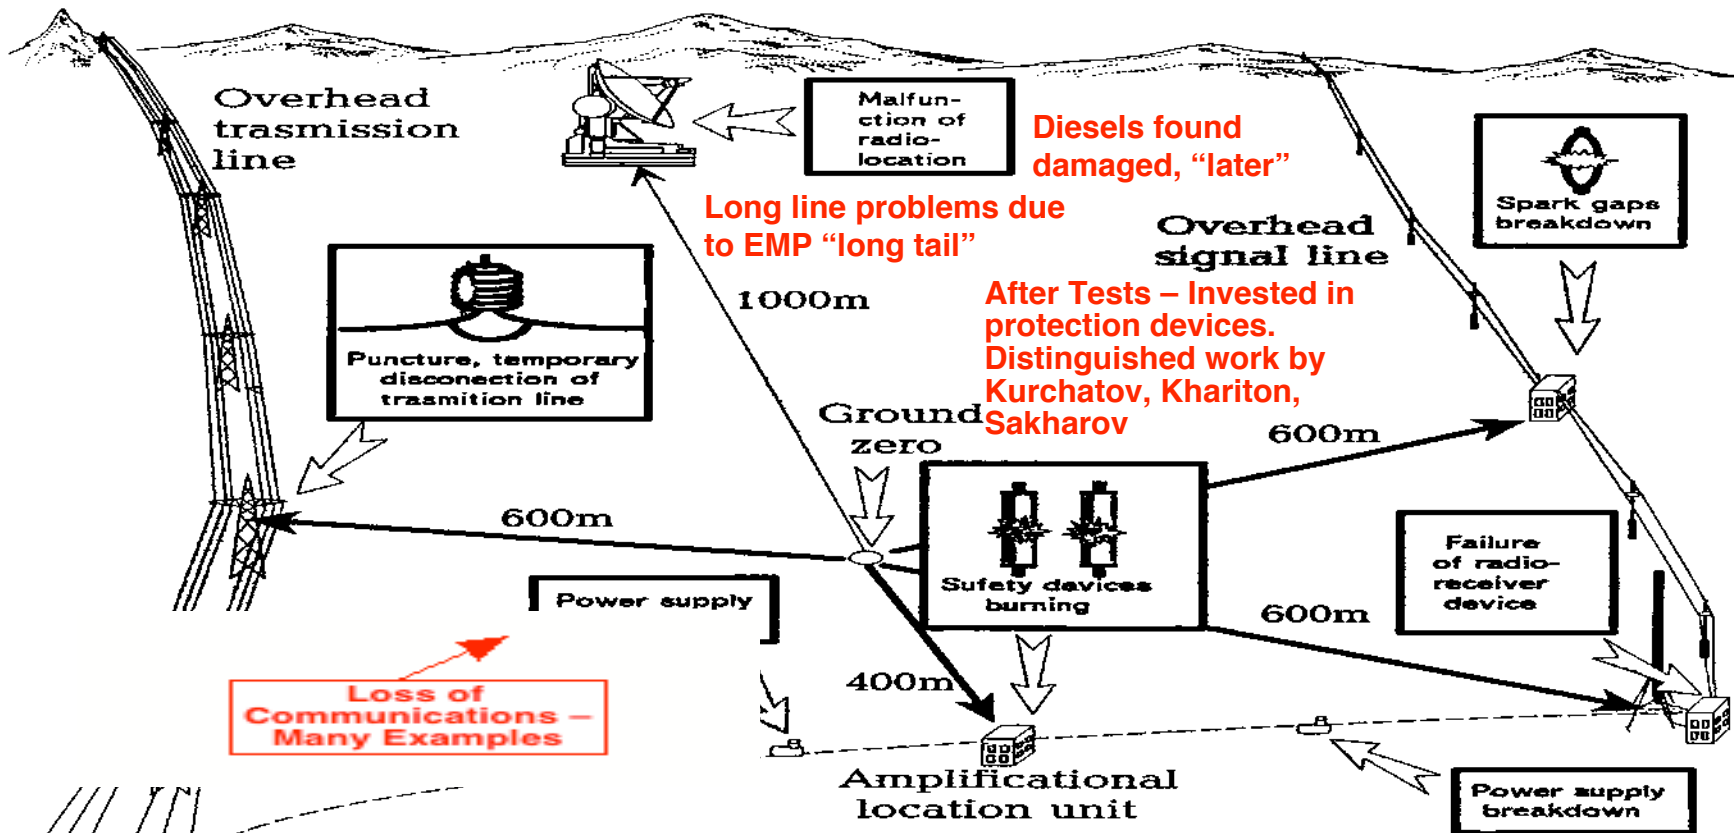 Overhead
trasmission
line
Malfun-
ction of
radio-
location
Diesels found
damaged, “later”
Spark gaps
breakdown
Long line problems due
to EMP “long tail”
Overhead
signal line
1000m
After Tests – Invested in
protection devices.
Distinguished work by
Kurchatov, Khariton,
Sakharov
Puncture, temporary
disconection of
trasmition line
Ground
zero
600m
600m
Sufety devices
burning
Failure
of radio-
receiver
device
Power supply
600m
400m
Loss of
Communications –
Many Examples
Amplificational
location unit
Power supply
breakdown